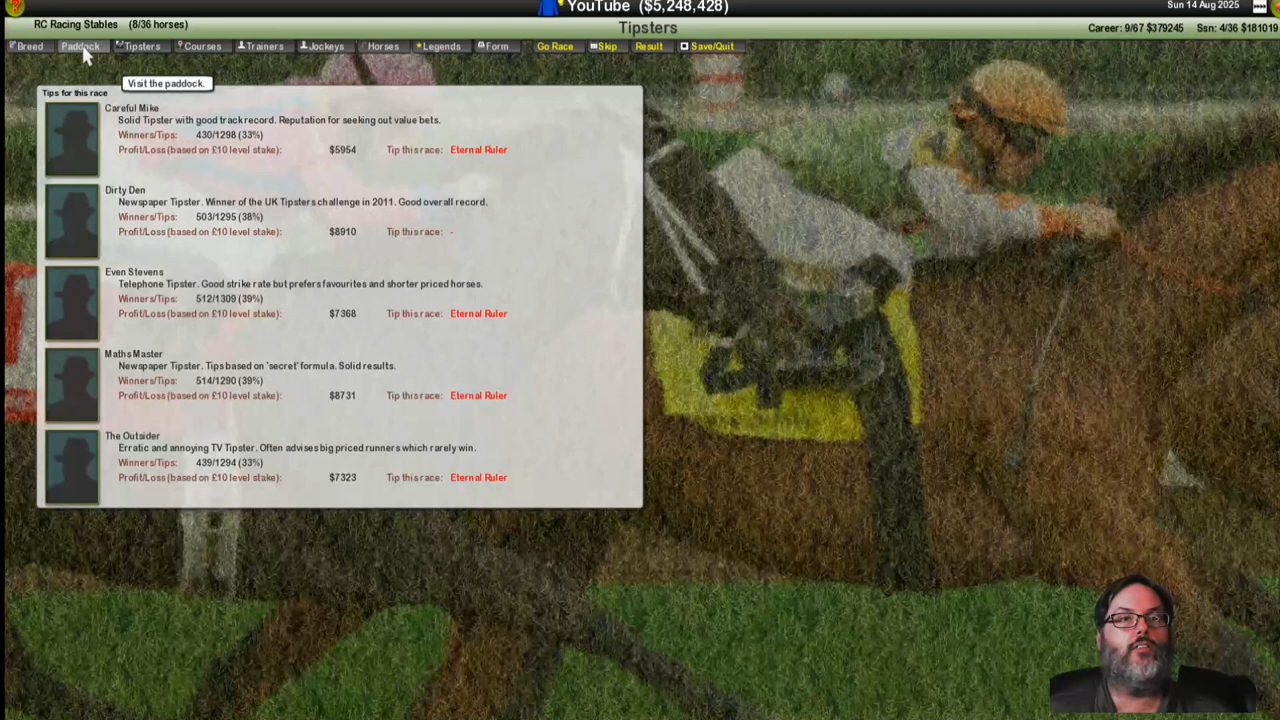 YouTube ($5,248,428)
Sun 14 Aug 2025
RC Racing Stables (8/36 horses)
Tipsters
Career: 9/67 $379245 Ssn: 4/36 $181019
Breed Paddock Tipsters Courses Trainers Jockeys Horses Legends Form Go Race Skip Result Save/Quit
Visit the paddock.
Tips for this race
Careful Mike
Solid Tipster with good track record. Reputation for seeking out value bets.
Winners/Tips: 430/1298 (33%)
Profit/Loss (based on £10 level stake): $5954 Tip this race: Eternal Ruler
Dirty Den
Newspaper Tipster. Winner of the UK Tipsters challenge in 2011. Good overall record.
Winners/Tips: 503/1295 (38%)
Profit/Loss (based on £10 level stake): $8910 Tip this race: -
Even Stevens
Telephone Tipster. Good strike rate but prefers favourites and shorter priced horses.
Winners/Tips: 512/1309 (39%)
Profit/Loss (based on £10 level stake): $7368 Tip this race: Eternal Ruler
Maths Master
Newspaper Tipster. Tips based on 'secret' formula. Solid results.
Winners/Tips: 514/1290 (39%)
Profit/Loss (based on £10 level stake): $8731 Tip this race: Eternal Ruler
The Outsider
Erratic and annoying TV Tipster. Often advises big priced runners which rarely win.
Winners/Tips: 439/1294 (33%)
Profit/Loss (based on £10 level stake): $7323 Tip this race: Eternal Ruler